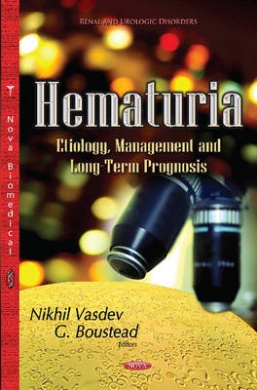 RENAL AND UROLOGIC DISORDERS
Hematuria
Etiology, Management and
Long-Term Prognosis
Nova Biomedical
Nikhil Vasdev
G. Boustead
Editors
NOVA